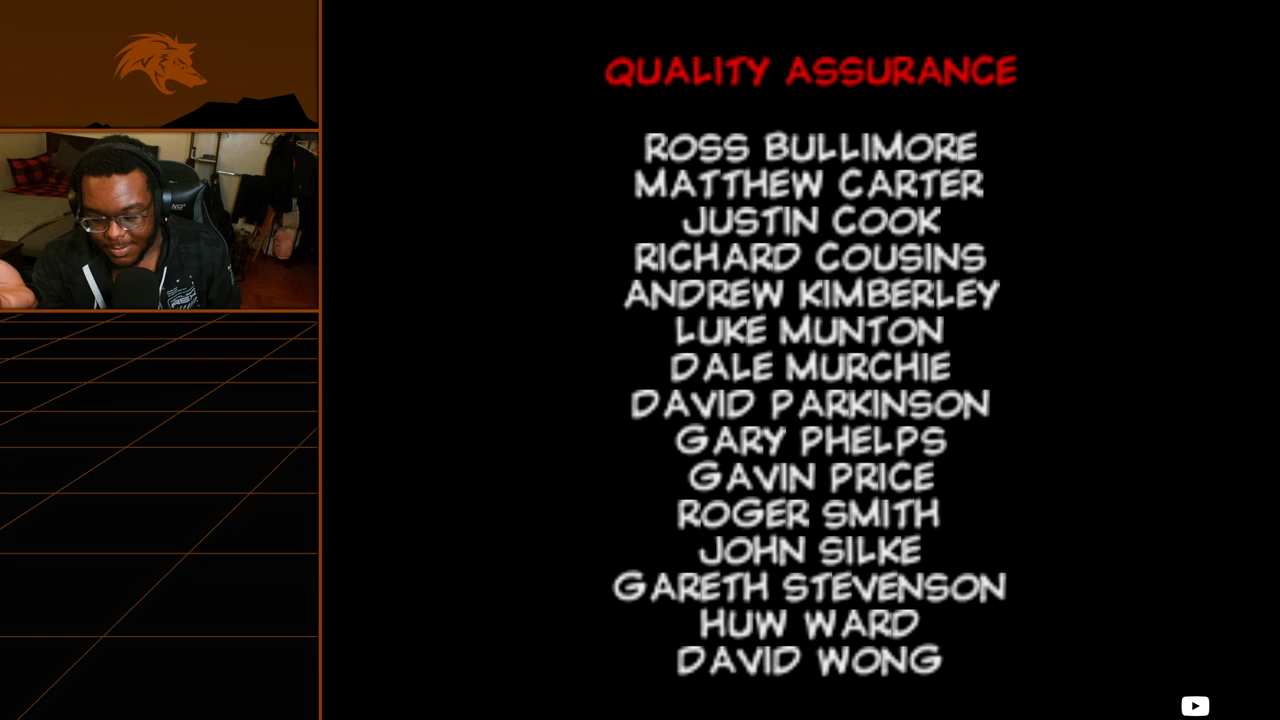 QUALITY ASSURANCE
ROSS BULLIMORE
MATTHEW CARTER
JUSTIN COOK
RICHARD COUSINS
ANDREW KIMBERLEY
LUKE MUNTON
DALE MURCHIE
DAVID PARKINSON
GARY PHELPS
GAVIN PRICE
ROGER SMITH
JOHN SILKE
GARETH STEVENSON
HUW WARD
DAVID WONG